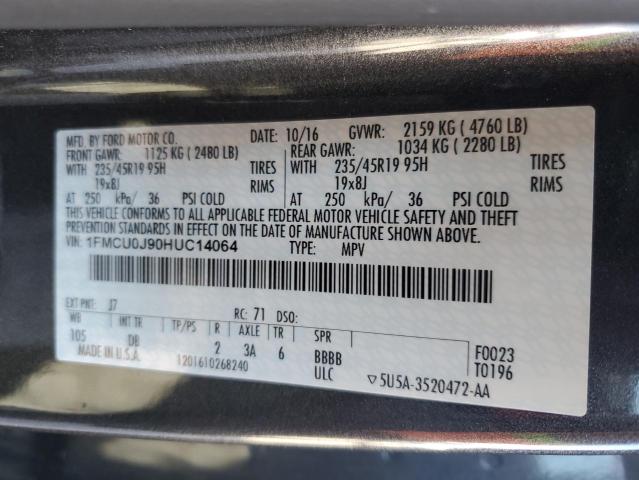 MFD. BY FORD MOTOR CO. DATE: 10/16 GVWR: 2159 KG ( 4760 LB)
FRONT GAWR: 1125 KG ( 2480 LB) REAR GAWR: 1034 KG ( 2280 LB)
WITH 235/45R19 95H TIRES WITH 235/45R19 95H TIRES
19x8J RIMS 19x8J RIMS
AT 250 kPa/ 36 PSI COLD AT 250 kPa/ 36 PSI COLD
THIS VEHICLE CONFORMS TO ALL APPLICABLE FEDERAL MOTOR VEHICLE SAFETY AND THEFT
PREVENTION STANDARDS IN EFFECT ON THE DATE OF MANUFACTURE SHOWN ABOVE.
VIN: 1FMCU0J90HUC14064 TYPE: MPV
EXT PNT: J7 RC: 71 DSO:
WB INT TR TP/PS R AXLE TR SPR F0023
105 DB 2 3A 6 BBBB T0196
MADE IN U.S.A. 1201610268240 ULC ▽5U5A-3520472-AA